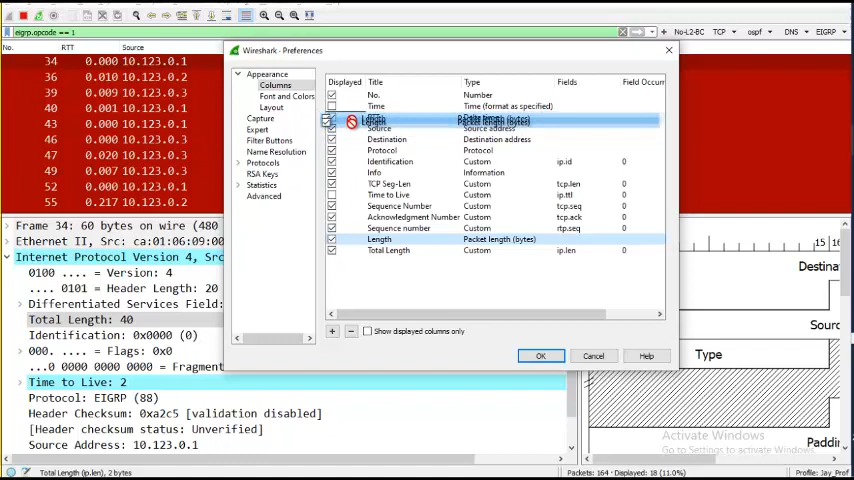 eigrp.opcode == 1
No-L2-BC TCP ospf DNS EIGRP
No. RTT Source
34 0.000 10.123.0.1
36 0.010 10.123.0.2
38 0.000 10.123.0.2
40 0.001 10.123.0.1
43 0.007 10.123.0.1
46 0.000 10.123.0.2
47 0.020 10.123.0.3
49 0.007 10.123.0.3
52 0.000 10.123.0.1
55 0.217 10.123.0.2
Wireshark · Preferences
Appearance
Columns
Font and Colors
Layout
Capture
Expert
Filter Buttons
Name Resolution
Protocols
RSA Keys
Statistics
Advanced
Displayed Title Type Fields Field Occurr
No. Number
Time Time (format as specified)
Length Packet length (bytes)
Source Source address
Destination Destination address
Protocol Protocol
Identification Custom ip.id 0
Info Information
TCP Seg-Len Custom tcp.len 0
Time to Live Custom ip.ttl 0
Sequence Number Custom tcp.seq 0
Acknowledgment Number Custom tcp.ack 0
Sequence number Custom rtp.seq 0
Length Packet length (bytes)
Total Length Custom ip.len 0
Show displayed columns only
OK Cancel Help
Frame 34: 60 bytes on wire (480
Ethernet II, Src: ca:01:06:09:00
Internet Protocol Version 4, Src
0100 .... = Version: 4
.... 0101 = Header Length: 20
Differentiated Services Field:
Total Length: 40
Identification: 0x0000 (0)
000. .... = Flags: 0x0
...0 0000 0000 0000 = Fragment
Time to Live: 2
Protocol: EIGRP (88)
Header Checksum: 0xa2c5 [validation disabled]
[Header checksum status: Unverified]
Source Address: 10.123.0.1
15 16
Destina
Sourc
Type
Paddin
Activate Windows
Go to Settings to activate Windows.
Total Length (ip.len), 2 bytes
Packets: 164 · Displayed: 18 (11.0%)
Profile: Jay_Prof